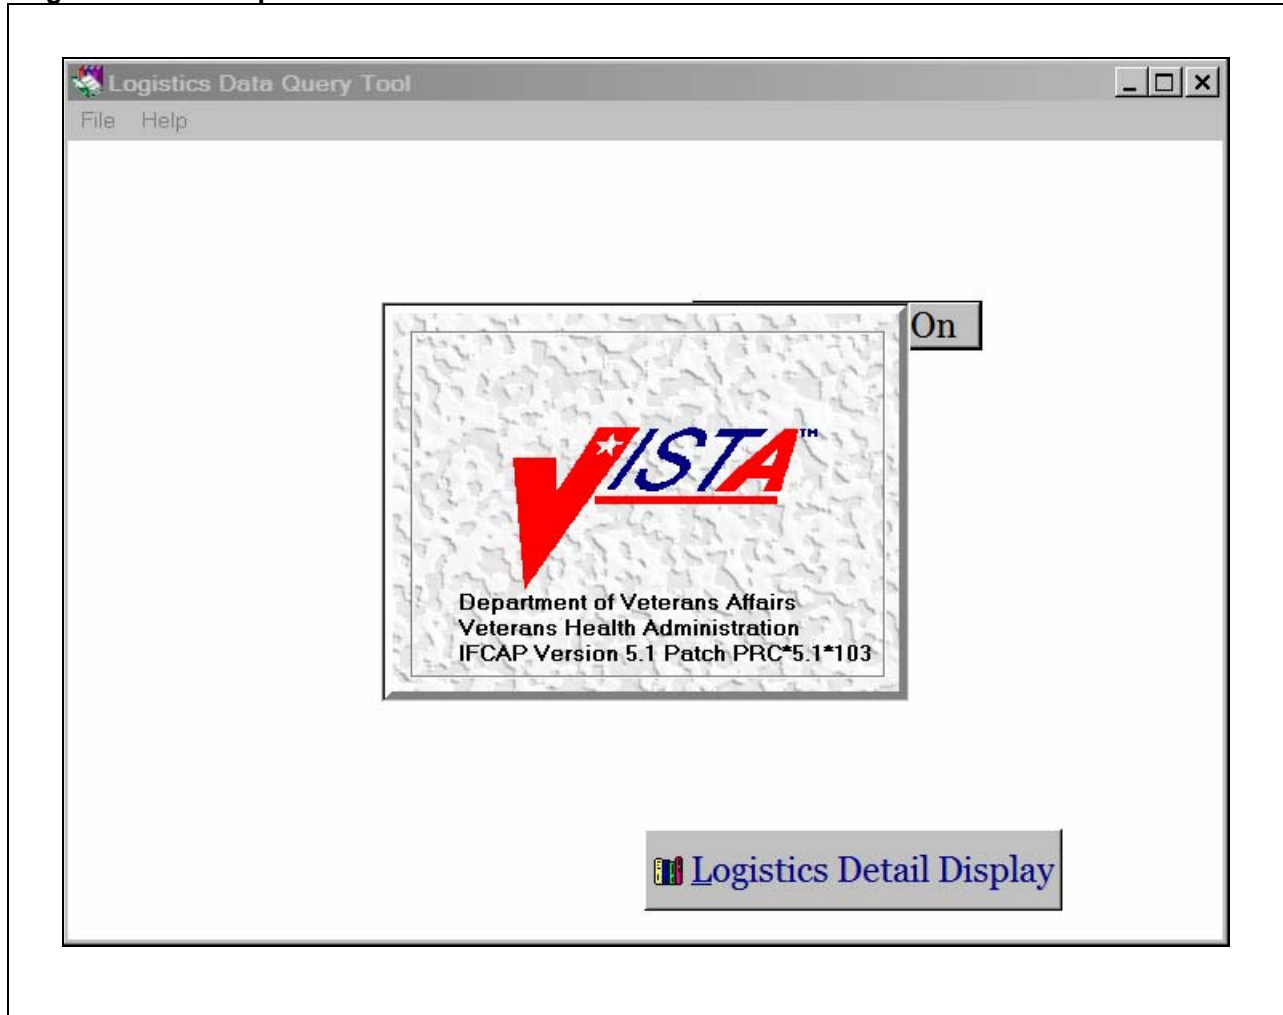 Logistics Data Query Tool
File Help
On
VISTA™
Department of Veterans Affairs
Veterans Health Administration
IFCAP Version 5.1 Patch PRC*5.1*103
Logistics Detail Display